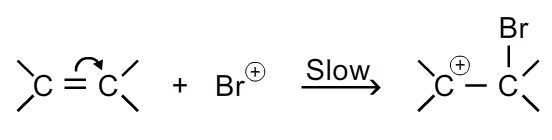 Br
C = C + Br⊕ Slow C⊕ – C